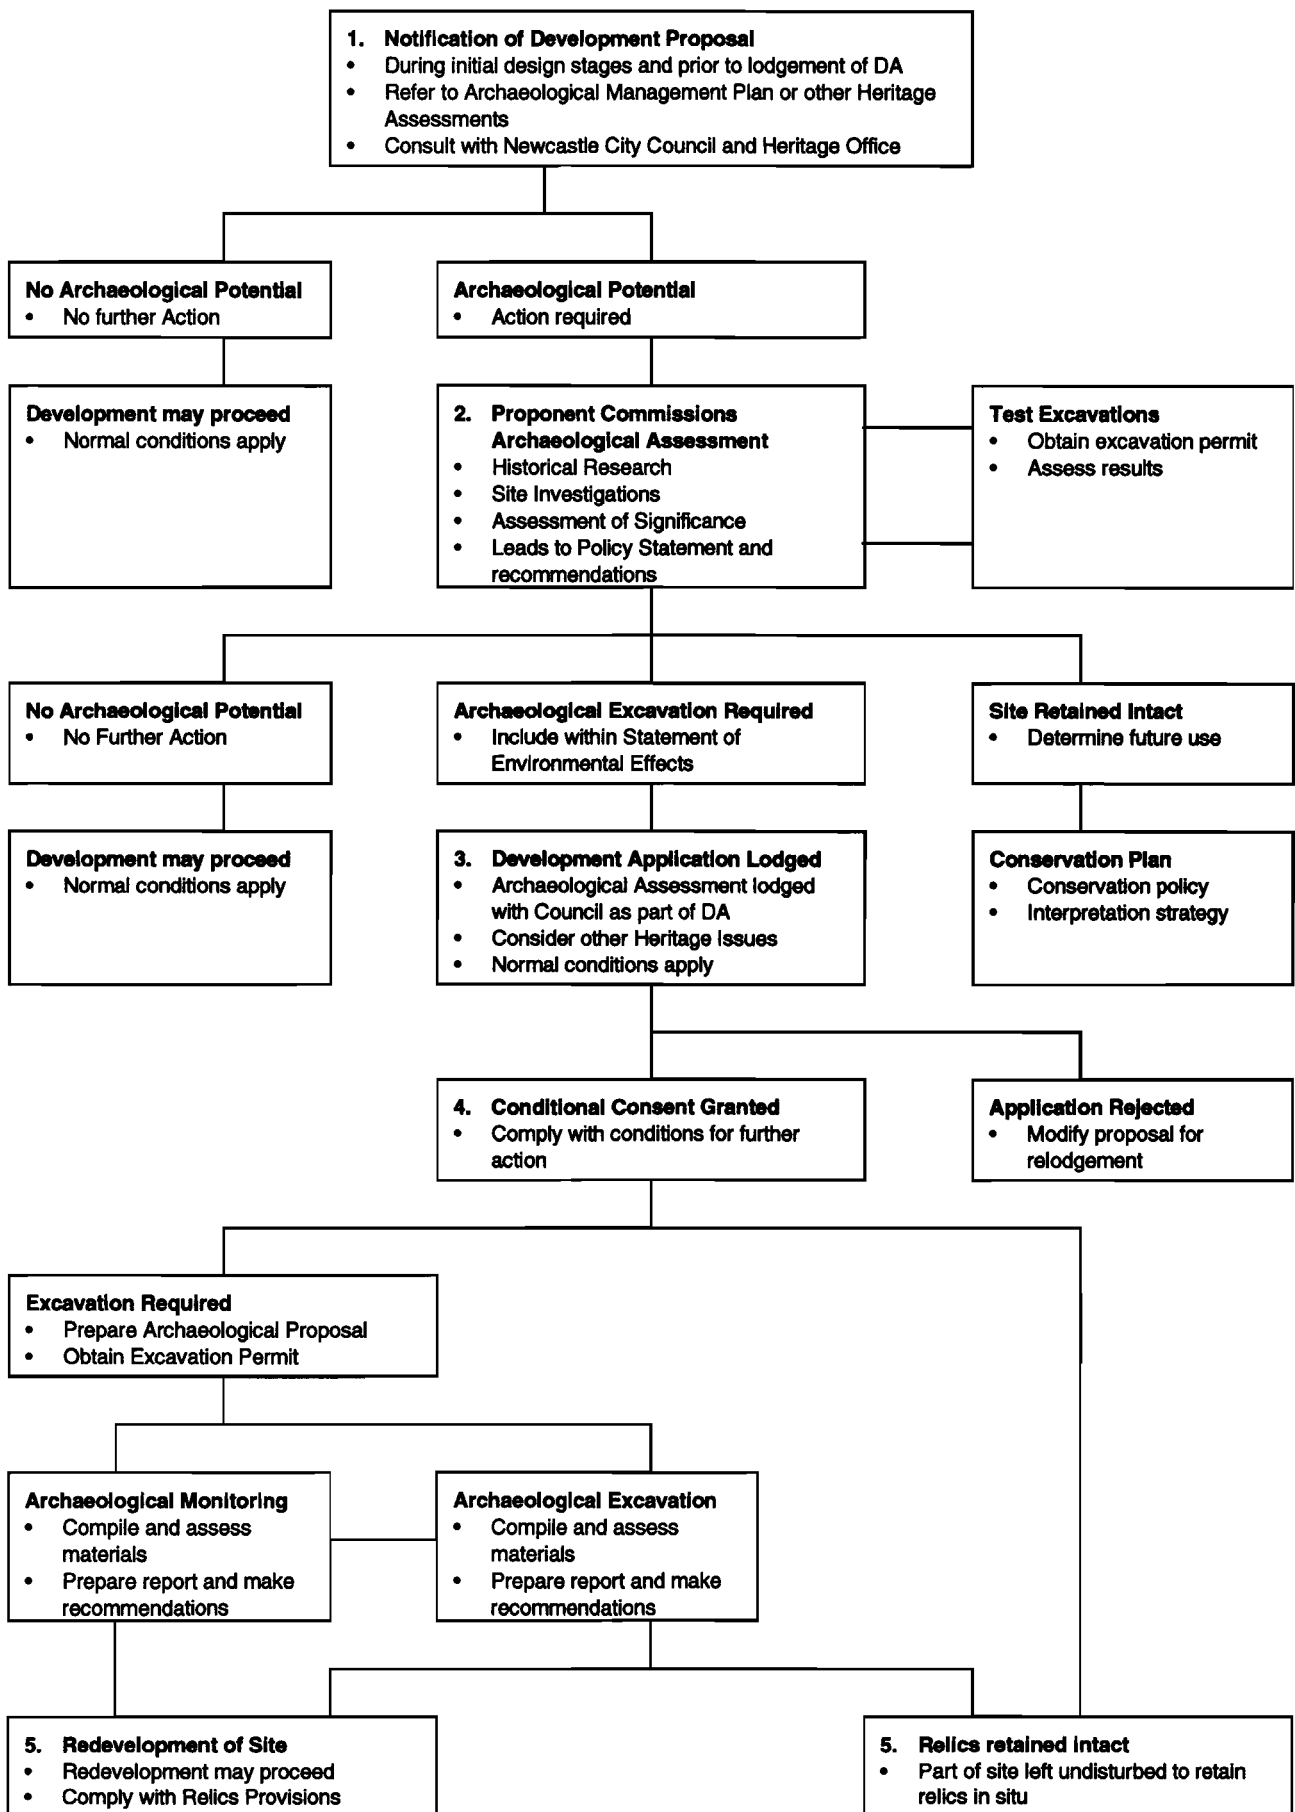 1. Notification of Development Proposal
• During initial design stages and prior to lodgement of DA
• Refer to Archaeological Management Plan or other Heritage
Assessments
• Consult with Newcastle City Council and Heritage Office
No Archaeological Potential
• No further Action
Archaeological Potential
• Action required
Development may proceed
• Normal conditions apply
2. Proponent Commissions
Archaeological Assessment
• Historical Research
• Site Investigations
• Assessment of Significance
• Leads to Policy Statement and
recommendations
Test Excavations
• Obtain excavation permit
• Assess results
No Archaeological Potential
• No Further Action
Archaeological Excavation Required
• Include within Statement of
Environmental Effects
Site Retained Intact
• Determine future use
Development may proceed
• Normal conditions apply
3. Development Application Lodged
• Archaeological Assessment lodged
with Council as part of DA
• Consider other Heritage Issues
• Normal conditions apply
Conservation Plan
• Conservation policy
• Interpretation strategy
4. Conditional Consent Granted
• Comply with conditions for further
action
Application Rejected
• Modify proposal for
relodgement
Excavation Required
• Prepare Archaeological Proposal
• Obtain Excavation Permit
Archaeological Monitoring
• Compile and assess
materials
• Prepare report and make
recommendations
Archaeological Excavation
• Compile and assess
materials
• Prepare report and make
recommendations
5. Redevelopment of Site
• Redevelopment may proceed
• Comply with Relics Provisions
5. Relics retained intact
• Part of site left undisturbed to retain
relics in situ